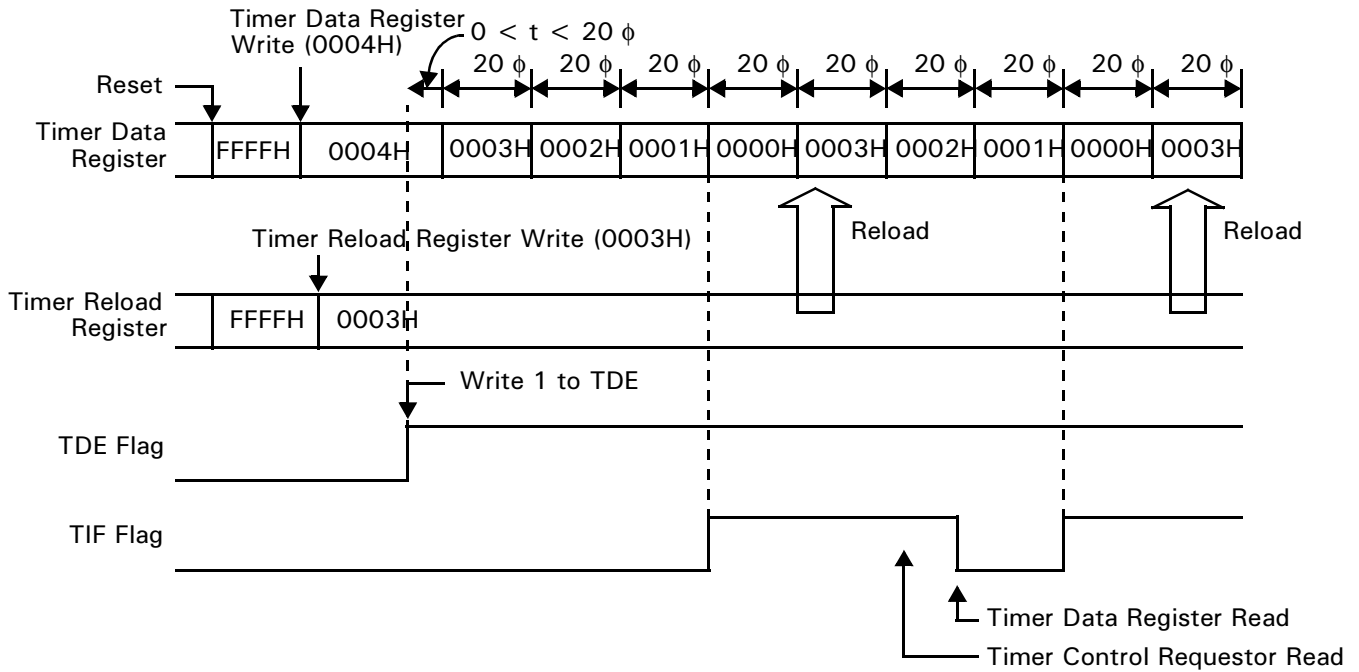 Timer Data Register
Write (0004H)
0 < t < 20 ϕ
20 ϕ 20 ϕ 20 ϕ 20 ϕ 20 ϕ 20 ϕ 20 ϕ 20 ϕ 20 ϕ
Reset
Timer Data
Register
FFFFH 0004H 0003H 0002H 0001H 0000H 0003H 0002H 0001H 0000H 0003H
Reload Reload
Timer Reload Register Write (0003H)
Timer Reload
Register
FFFFH 0003H
Write 1 to TDE
TDE Flag
TIF Flag
Timer Data Register Read
Timer Control Requestor Read